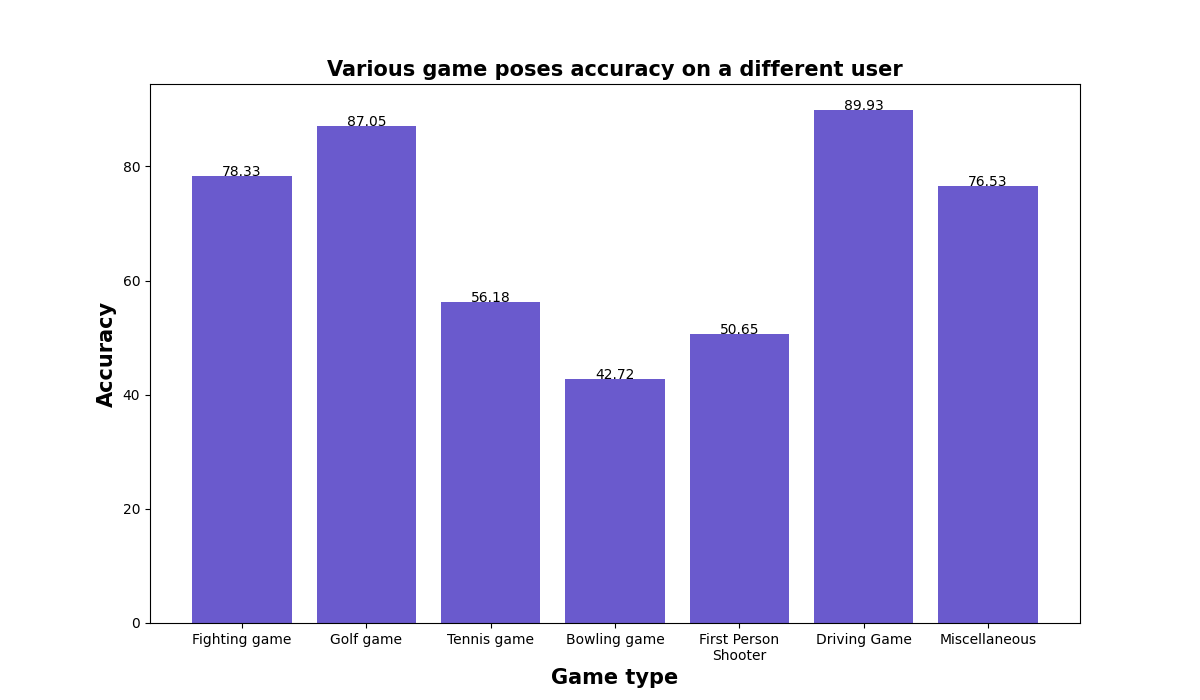 Various game poses accuracy on a different user
89.93
87.05
80
78.33
76.53
60
56.18
50.65
42.72
40
20
0
Accuracy
Fighting game
Golf game
Tennis game
Bowling game
First Person
Shooter
Driving Game
Miscellaneous
Game type